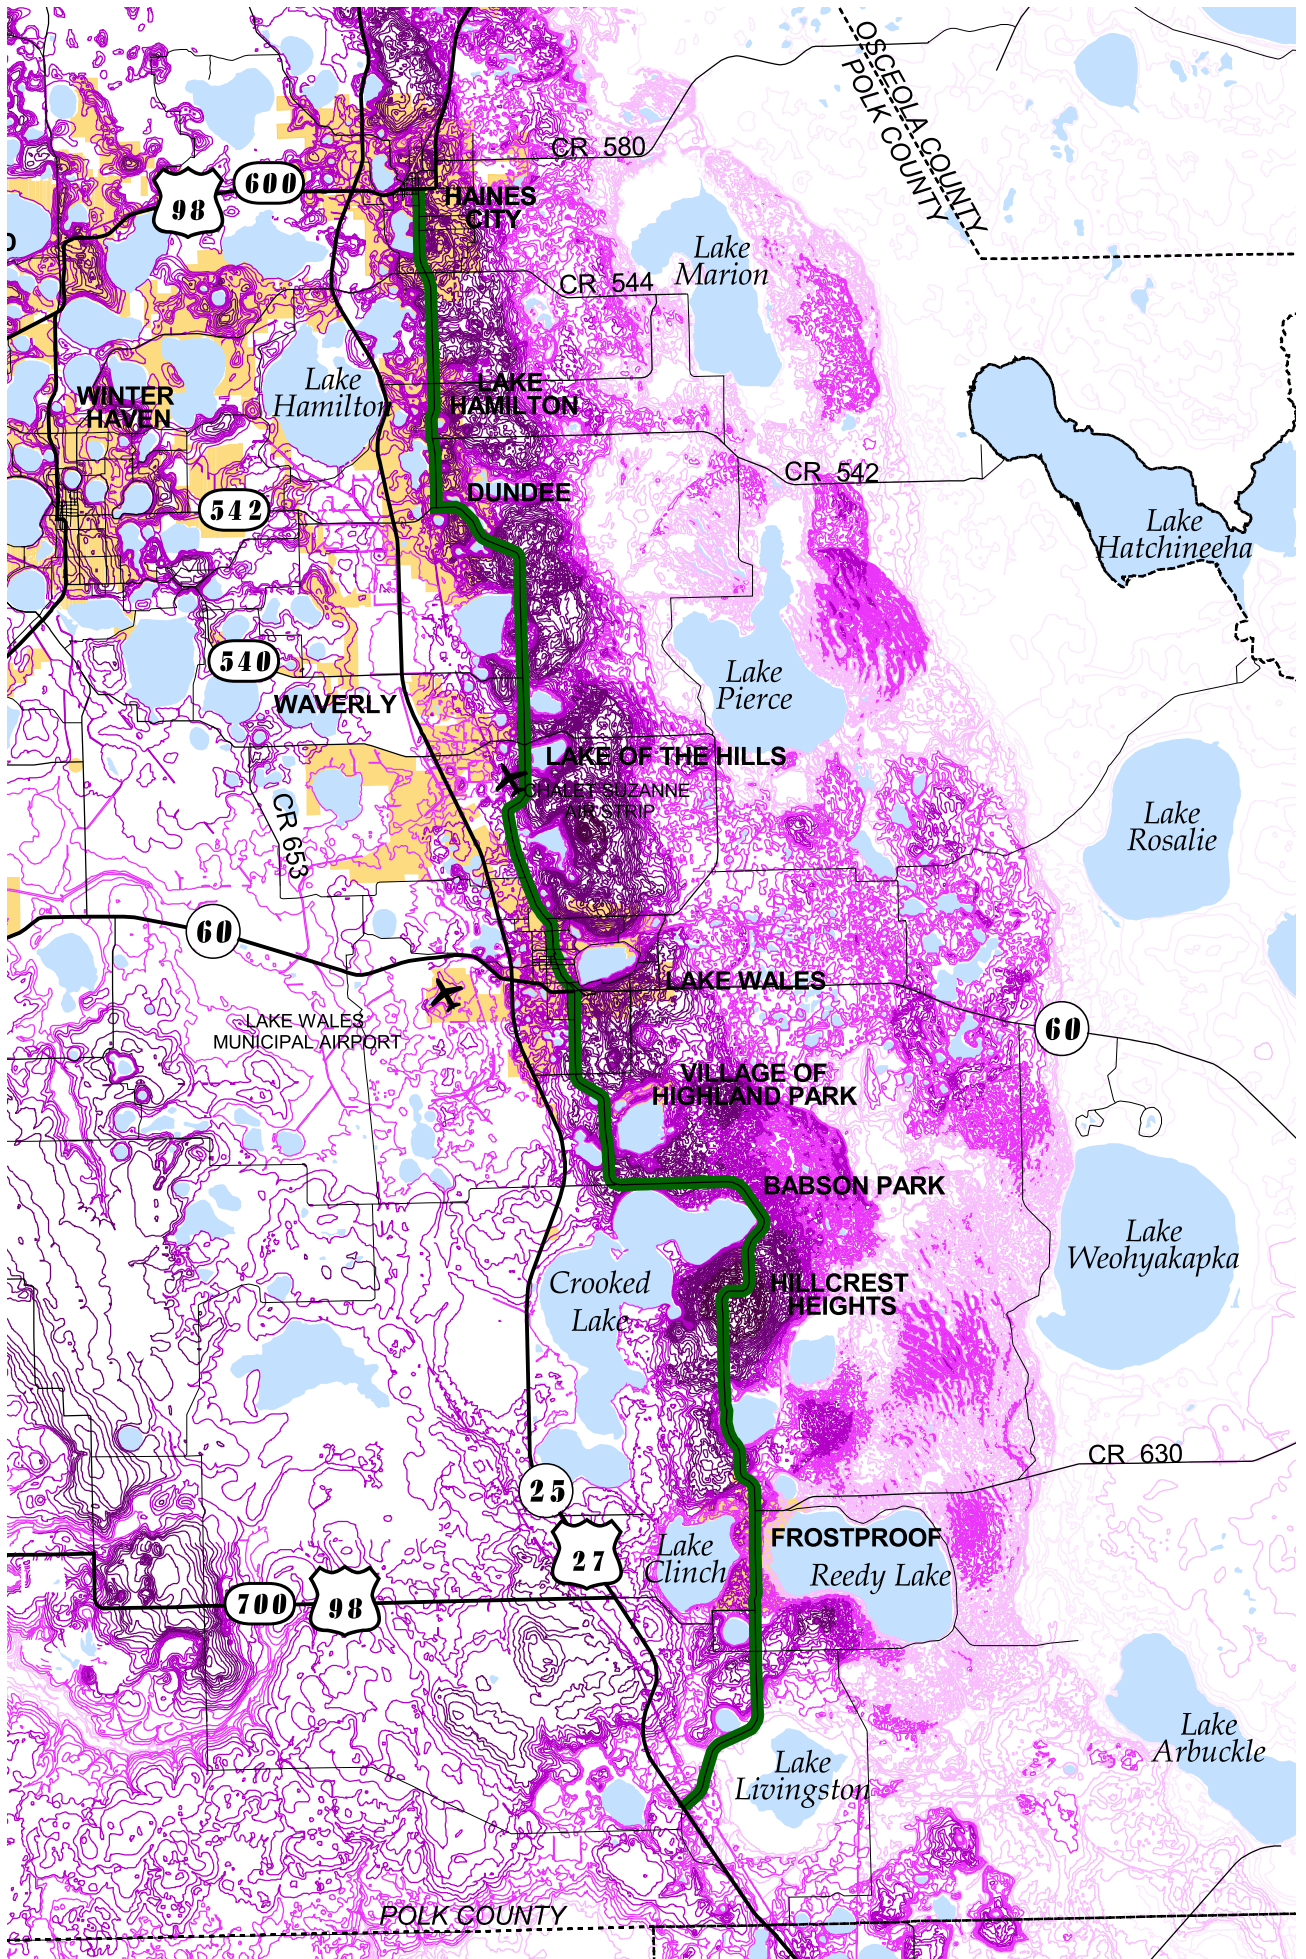 OSCEOLA COUNTY
POLK COUNTY
CR 580
600
98
HAINES
CITY
Lake
Marion
CR 544
Lake
Hamilton
LAKE
HAMILTON
WINTER
HAVEN
CR 542
DUNDEE
542
Lake
Hatchineeha
540
Lake
Pierce
WAVERLY
LAKE OF THE HILLS
CHALET SUZANNE
AIR STRIP
CR 653
Lake
Rosalie
60
LAKE WALES
LAKE WALES
MUNICIPAL AIRPORT
60
VILLAGE OF
HIGHLAND PARK
BABSON PARK
Lake
Weohyakapka
Crooked
Lake
HILLCREST
HEIGHTS
CR 630
25
27
FROSTPROOF
Lake
Clinch
Reedy Lake
700
98
Lake
Arbuckle
Lake
Livingston
POLK COUNTY